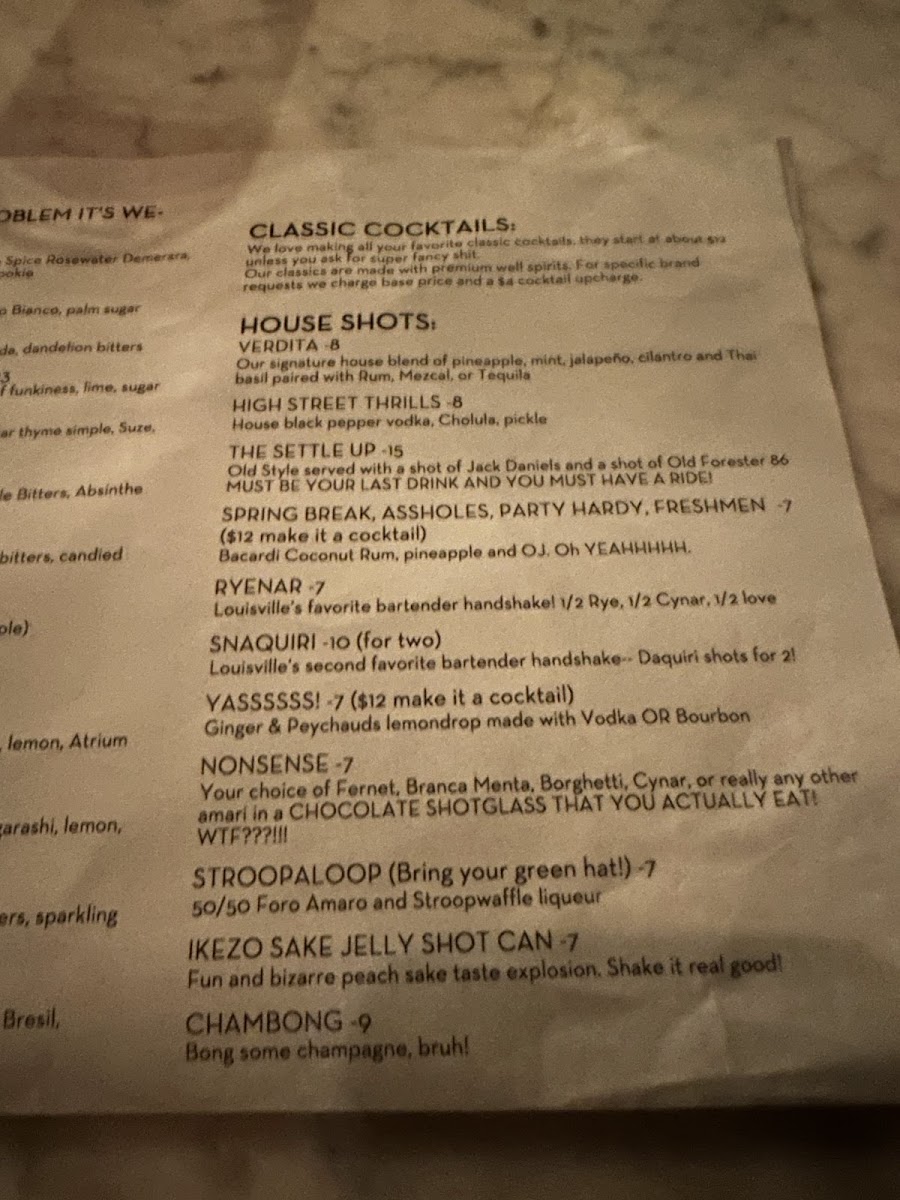 OBLEM IT'S WE-
Spice Rosewater Demerara,
ookie
o Bianco, palm sugar
da, dandelion bitters
3
f funkiness, lime, sugar
ar thyme simple, Suze,
le Bitters, Absinthe
bitters, candied
ple)
, lemon, Atrium
garashi, lemon,
ers, sparkling
Bresil,
CLASSIC COCKTAILS:
We love making all your favorite classic cocktails, they start at about $12
unless you ask for super fancy shit.
Our classics are made with premium well spirits. For specific brand
requests we charge base price and a $4 cocktail upcharge.
HOUSE SHOTS:
VERDITA -8
Our signature house blend of pineapple, mint, jalapeño, cilantro and Thai
basil paired with Rum, Mezcal, or Tequila
HIGH STREET THRILLS -8
House black pepper vodka, Cholula, pickle
THE SETTLE UP -15
Old Style served with a shot of Jack Daniels and a shot of Old Forester 86
MUST BE YOUR LAST DRINK AND YOU MUST HAVE A RIDE!
SPRING BREAK, ASSHOLES, PARTY HARDY, FRESHMEN -7
($12 make it a cocktail)
Bacardi Coconut Rum, pineapple and OJ. Oh YEAHHHHH.
RYENAR -7
Louisville's favorite bartender handshake! 1/2 Rye, 1/2 Cynar, 1/2 love
SNAQUIRI -10 (for two)
Louisville's second favorite bartender handshake-- Daquiri shots for 2!
YASSSSSS! -7 ($12 make it a cocktail)
Ginger & Peychauds lemondrop made with Vodka OR Bourbon
NONSENSE -7
Your choice of Fernet, Branca Menta, Borghetti, Cynar, or really any other
amari in a CHOCOLATE SHOTGLASS THAT YOU ACTUALLY EAT!
WTF???!!!
STROOPALOOP (Bring your green hat!) -7
50/50 Foro Amaro and Stroopwaffle liqueur
IKEZO SAKE JELLY SHOT CAN -7
Fun and bizarre peach sake taste explosion. Shake it real good!
CHAMBONG -9
Bong some champagne, bruh!